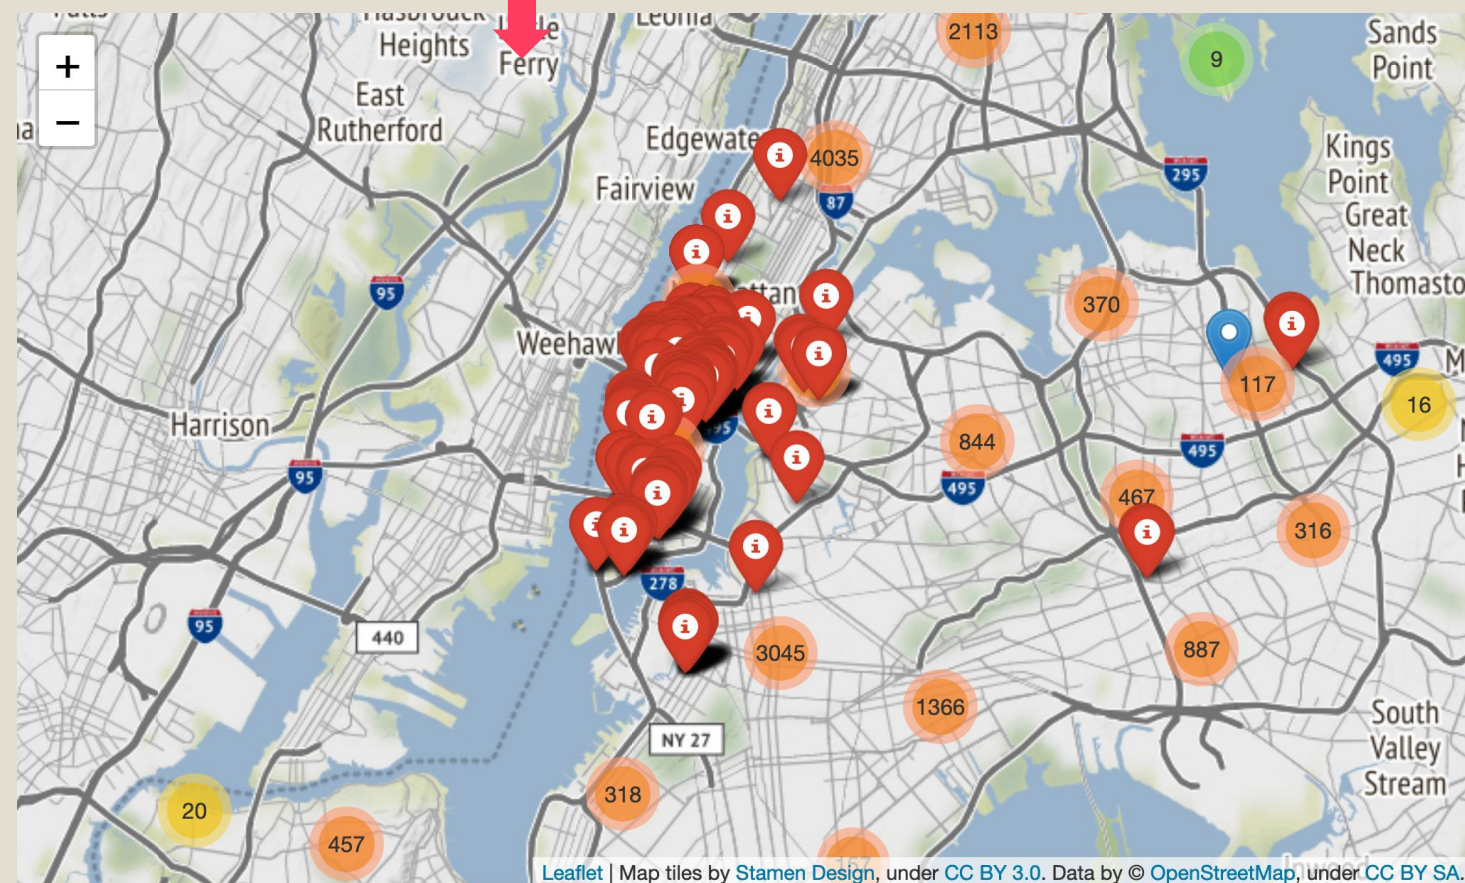 +
−
Heights
Ferry
Leonia
2113
9
Sands
Point
East
Rutherford
4035
Fairview
87
295
Kings
Point
Great
Neck
95
370
Weehaw
495
117
16
Harrison
95
844
495
495
467
316
278
95
440
3045
887
1366
NY 27
South
Valley
Stream
318
20
457
157
Leaflet | Map tiles by Stamen Design, under CC BY 3.0. Data by © OpenStreetMap, under CC BY SA.